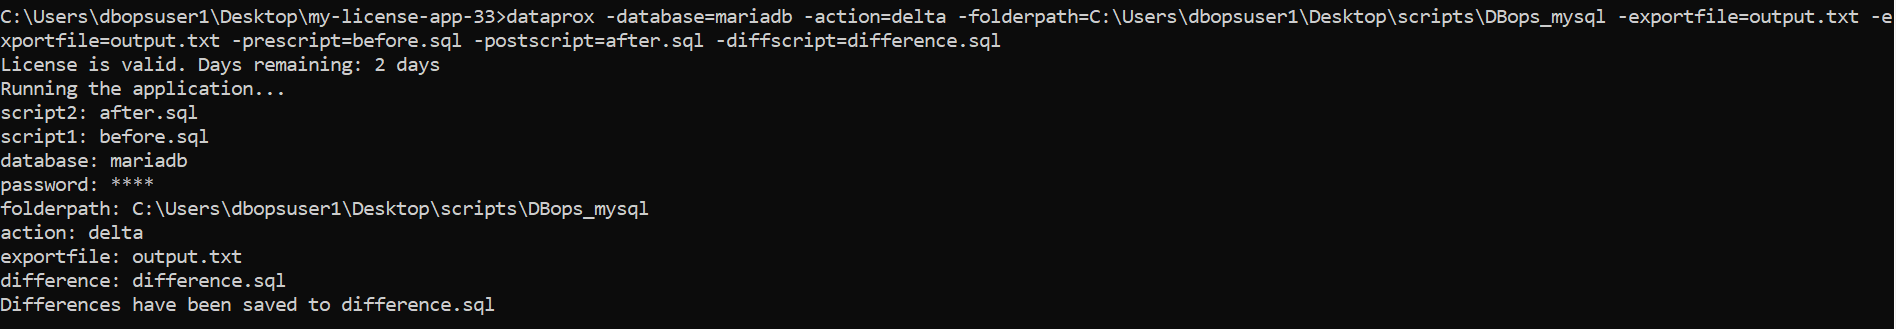 C:\Users\dbopsuser1\Desktop\my-license-app-33>dataprox -database=mariadb -action=delta -folderpath=C:\Users\dbopsuser1\Desktop\scripts\DBops_mysql -exportfile=output.txt -e
xportfile=output.txt -prescript=before.sql -postscript=after.sql -diffscript=difference.sql
License is valid. Days remaining: 2 days
Running the application...
script2: after.sql
script1: before.sql
database: mariadb
password: ****
folderpath: C:\Users\dbopsuser1\Desktop\scripts\DBops_mysql
action: delta
exportfile: output.txt
difference: difference.sql
Differences have been saved to difference.sql